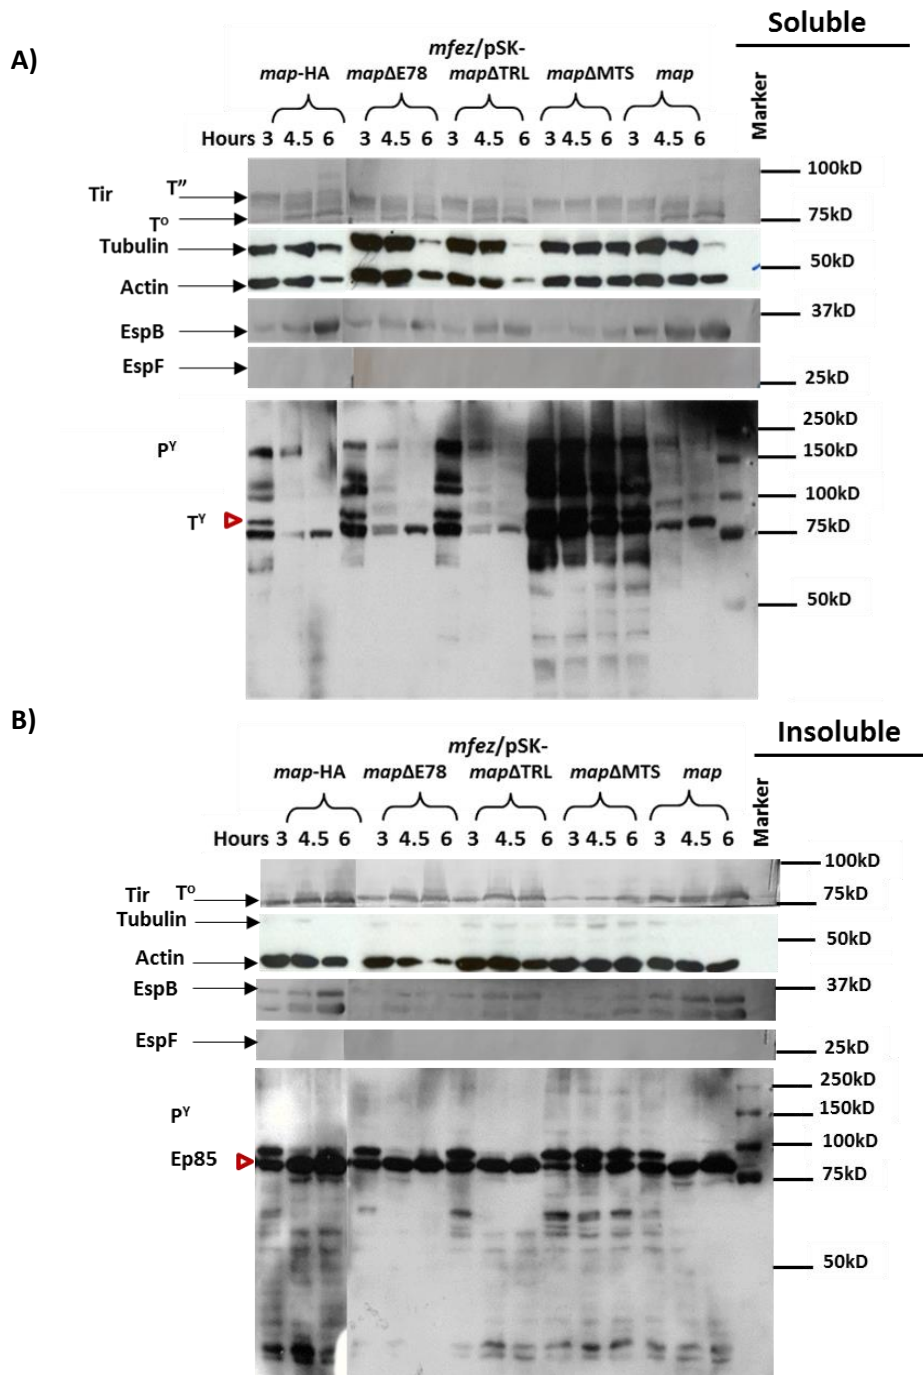 Soluble
A)
mfez/pSK-
map-HA mapΔE78 mapΔTRL mapΔMTS map
Marker
Hours 3 4.5 6 3 4.5 6 3 4.5 6 3 4.5 6 3 4.5 6
100kD
Tir T”
75kD
Tᴼ
Tubulin
50kD
Actin
37kD
EspB
EspF
25kD
250kD
Pʸ
150kD
100kD
Tʸ
75kD
50kD
B)
Insoluble
mfez/pSK-
map-HA mapΔE78 mapΔTRL mapΔMTS map
Marker
Hours 3 4.5 6 3 4.5 6 3 4.5 6 3 4.5 6 3 4.5 6
100kD
Tir Tᴼ
75kD
Tubulin
50kD
Actin
EspB
37kD
EspF
25kD
250kD
Pʸ
150kD
100kD
Ep85
75kD
50kD